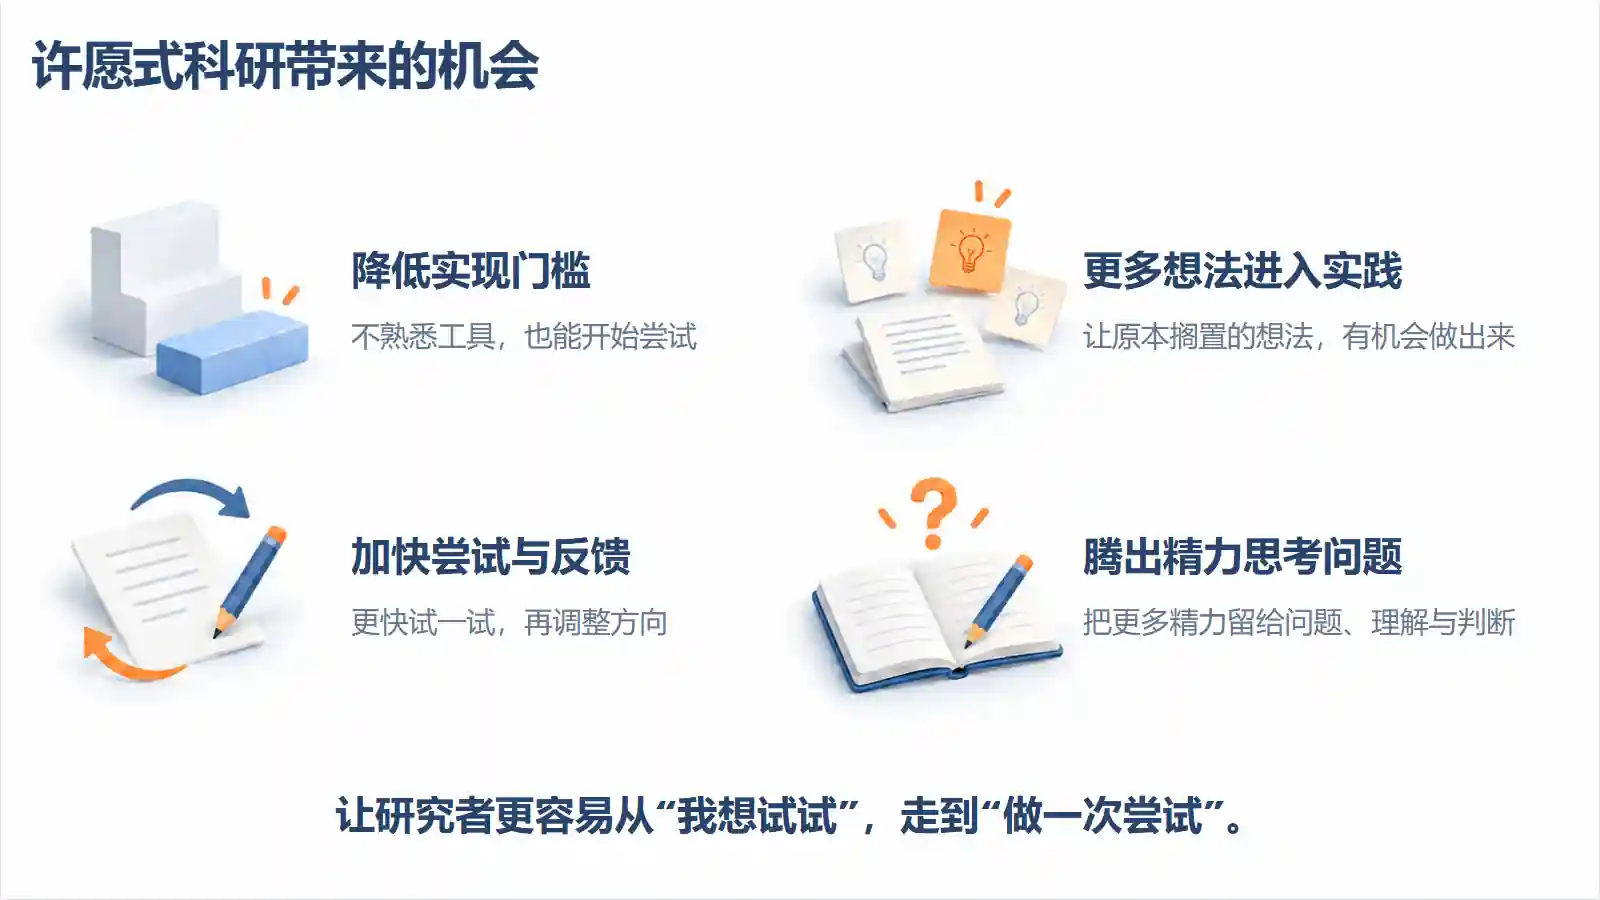 许愿式科研带来的机会
降低实现门槛
不熟悉工具，也能开始尝试
更多想法进入实践
让原本搁置的想法，有机会做出来
加快尝试与反馈
更快试一试，再调整方向
腾出精力思考问题
把更多精力留给问题、理解与判断
让研究者更容易从“我想试试”，走到“做一次尝试”。